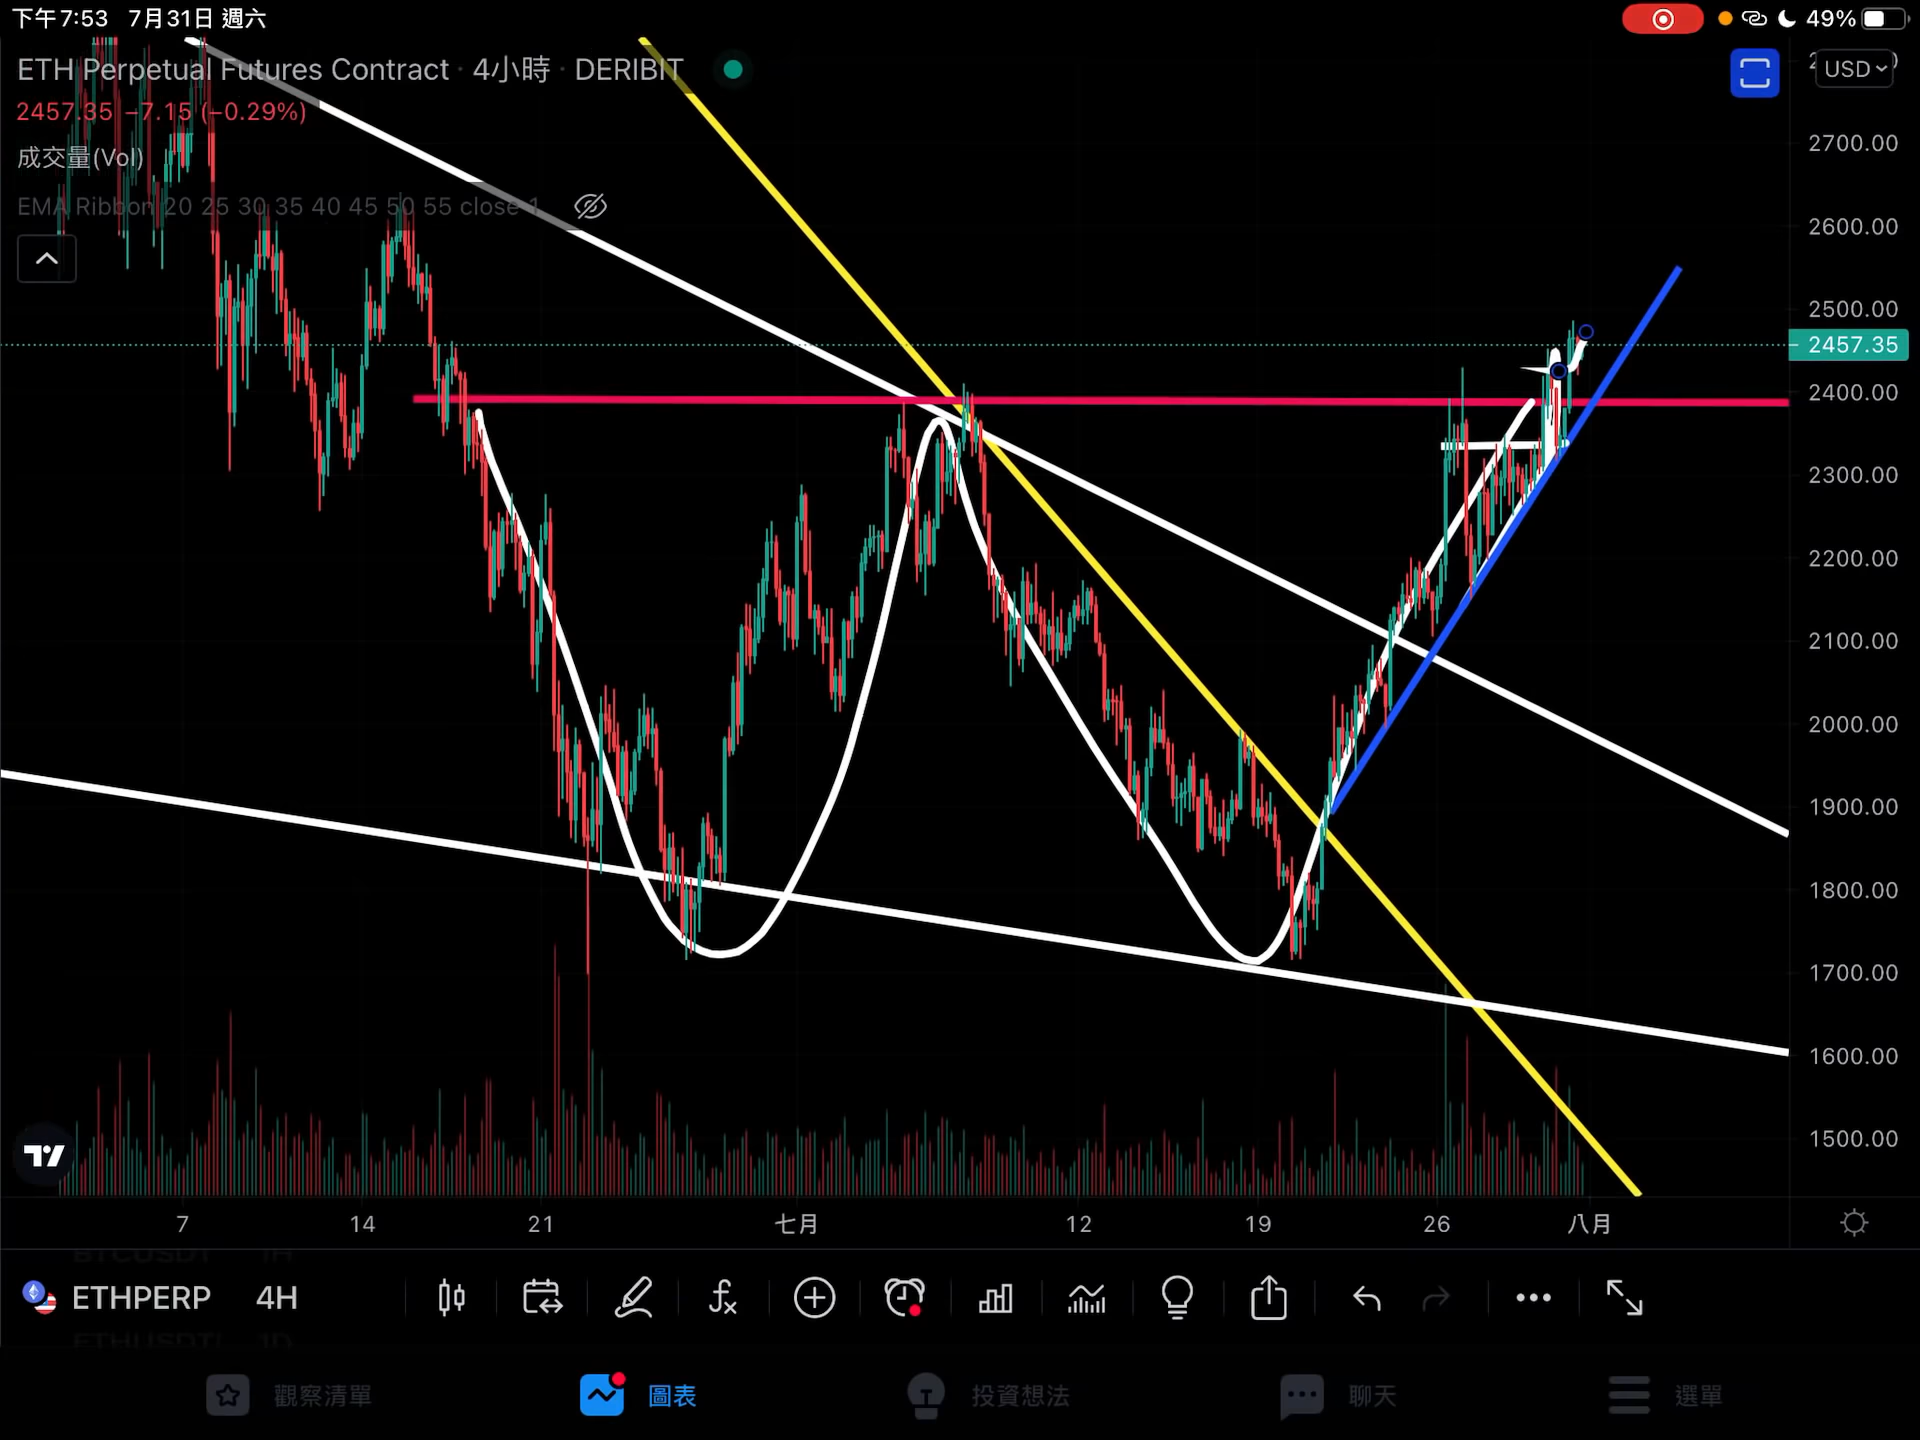 下午7:53 7月31日 週六
49%
ETH Perpetual Futures Contract · 4小時 · DERIBIT
USD
2457.35 −7.15 (−0.29%)
成交量(Vol)
EMA Ribbon 20 25 30 35 40 45 50 55 close 1
2700.00
2600.00
2500.00
2457.35
2400.00
2300.00
2200.00
2100.00
2000.00
1900.00
1800.00
1700.00
1600.00
1500.00
7 14 21 七月 12 19 26 八月
BTCUSDT 1H
ETHPERP 4H
1D
觀察清單 圖表 投資想法 聊天 選單